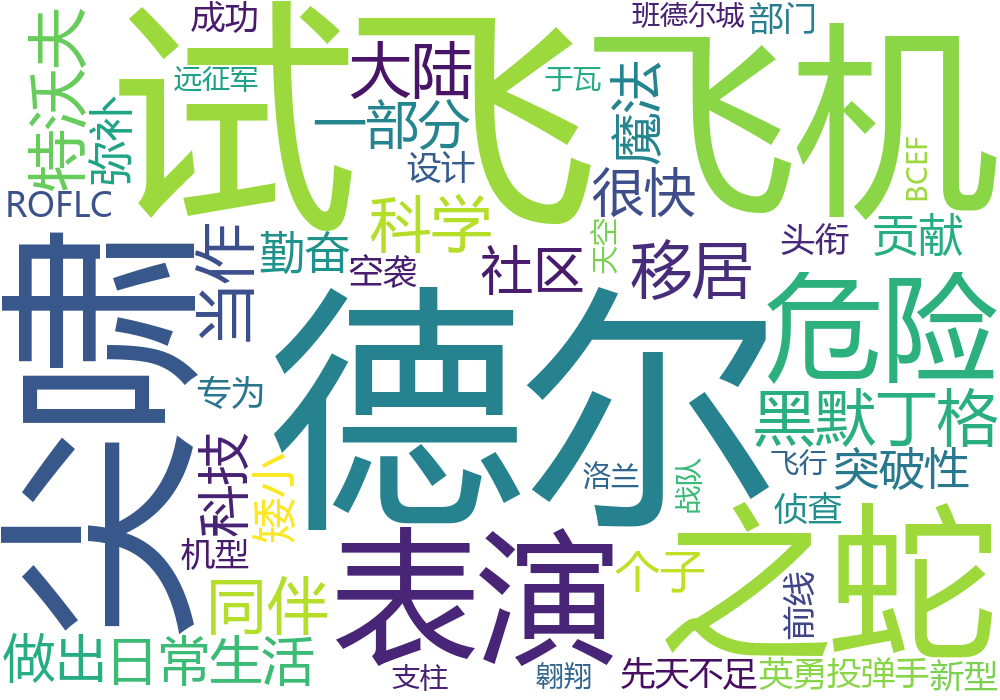 成功
班德尔城
部门
特沃夫
弥补
远征军
试飞
飞机
大陆
一部分
于瓦
魔法
设计
很快
BCEF
ROFLC
科学
勤奋
当作
空袭
社区
天空
移居
头衔
贡献
尖啸
德尔
危险
专为
黑默丁格
科技
矮小
洛兰
战队
飞行
突破性
侦查
机型
同伴
表演
个子
之蛇
前线
做出
日常生活
支柱
翱翔
先天不足
英勇投弹手
新型